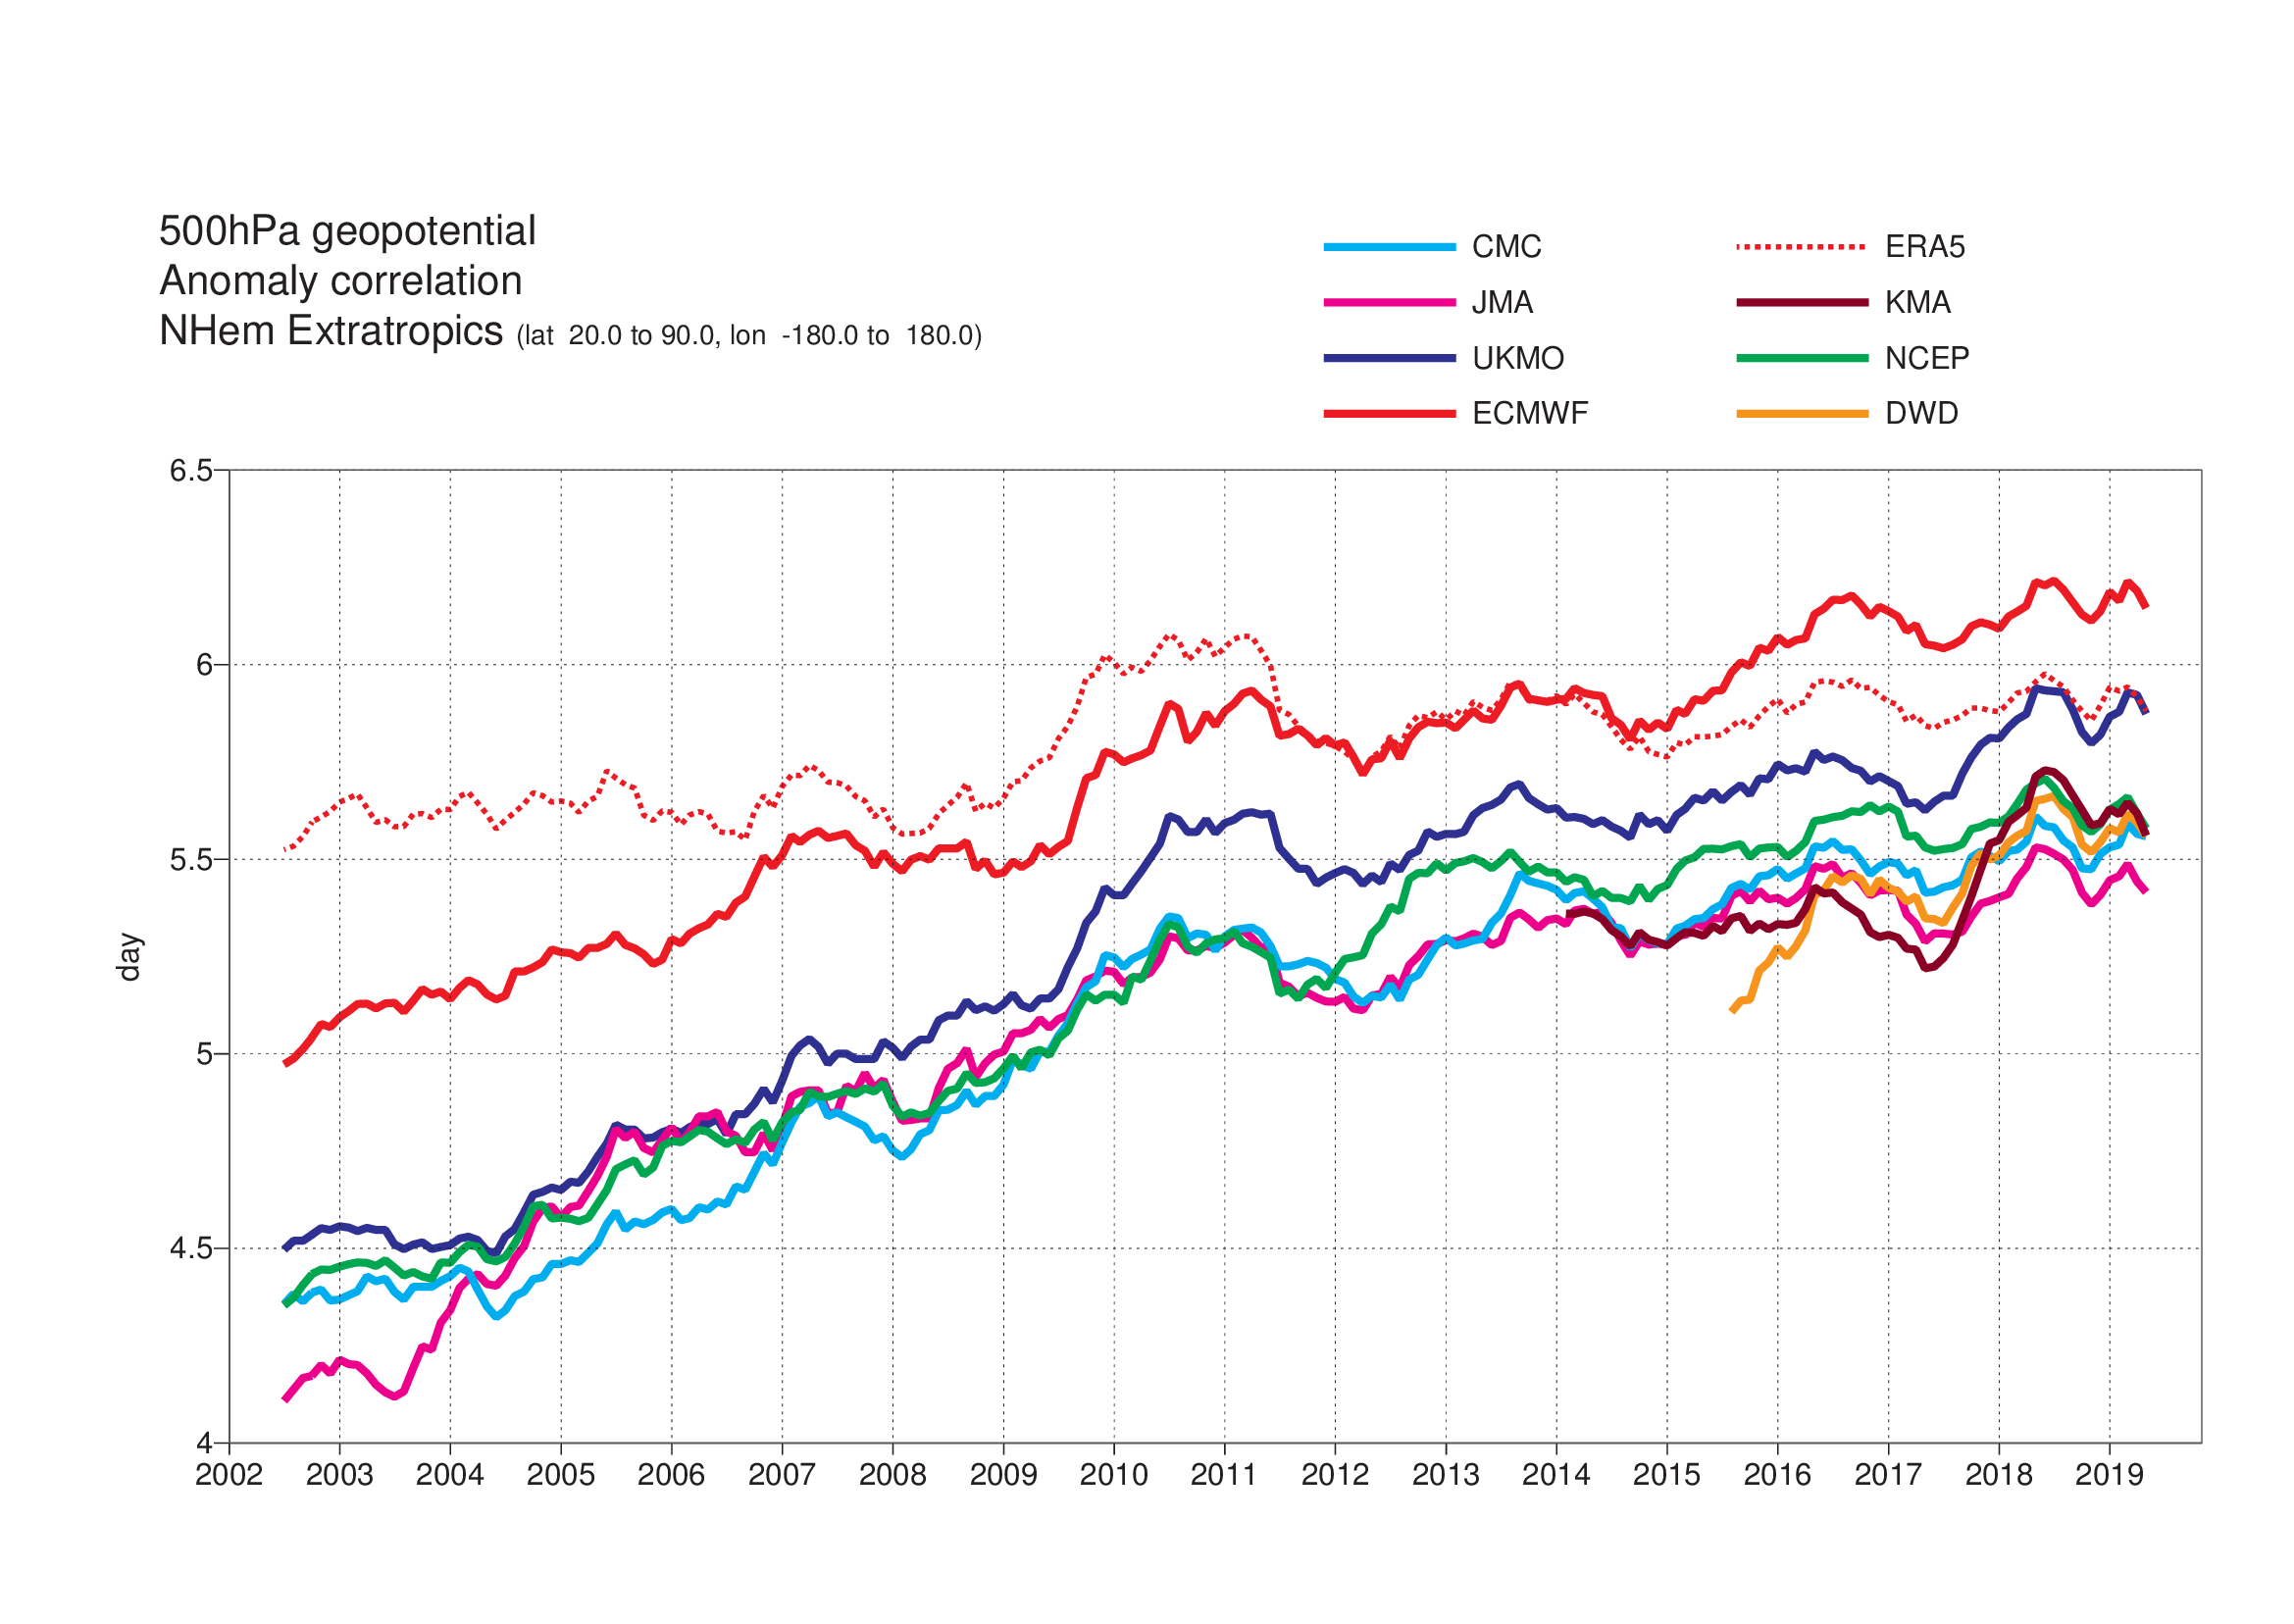 500hPa geopotential
Anomaly correlation
NHem Extratropics (lat 20.0 to 90.0, lon -180.0 to 180.0)
CMC
JMA
UKMO
ECMWF
ERA5
KMA
NCEP
DWD
6.5
6
5.5
5
4.5
4
day
2002 2003 2004 2005 2006 2007 2008 2009 2010 2011 2012 2013 2014 2015 2016 2017 2018 2019